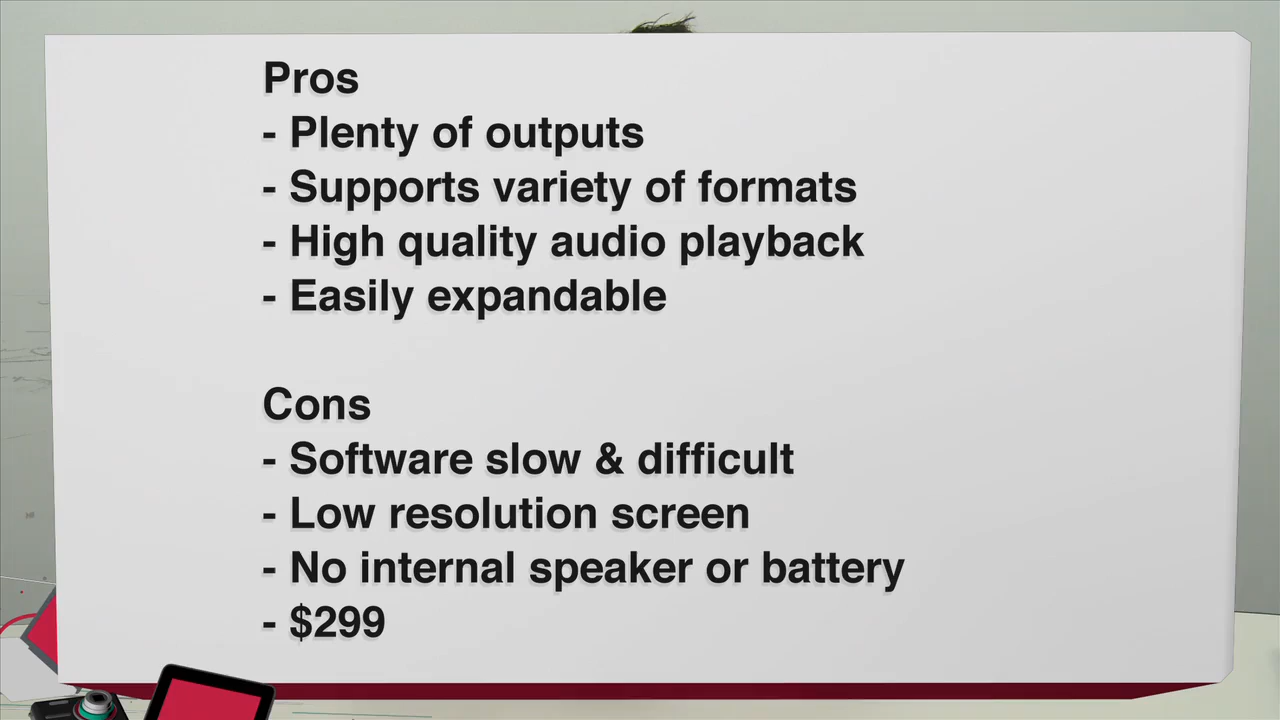 Pros
- Plenty of outputs
- Supports variety of formats
- High quality audio playback
- Easily expandable
Cons
- Software slow & difficult
- Low resolution screen
- No internal speaker or battery
- $299